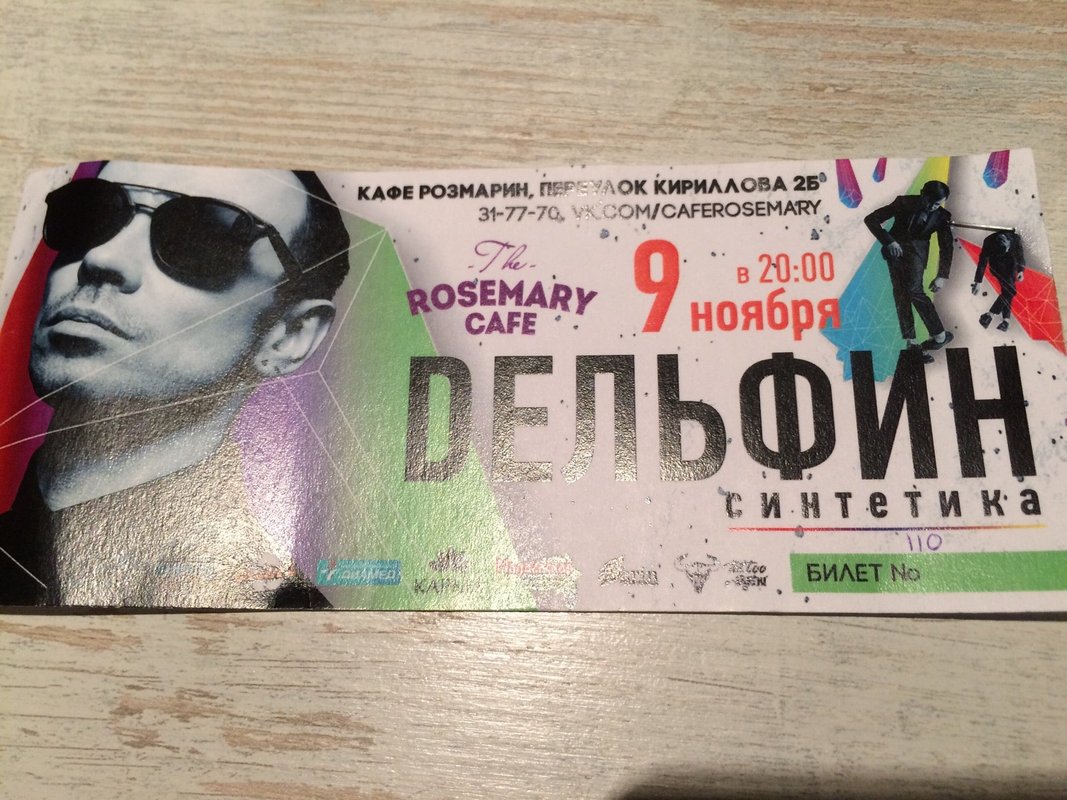 КАФЕ РОЗМАРИН, ПЕРЕУЛОК КИРИЛЛОВА 2Б
31-77-70, VK.COM/CAFEROSEMARY
The
ROSEMARY
CAFE
9
в 20:00
ноября
DЕЛЬФИН
синтетика
110
БИЛЕТ No